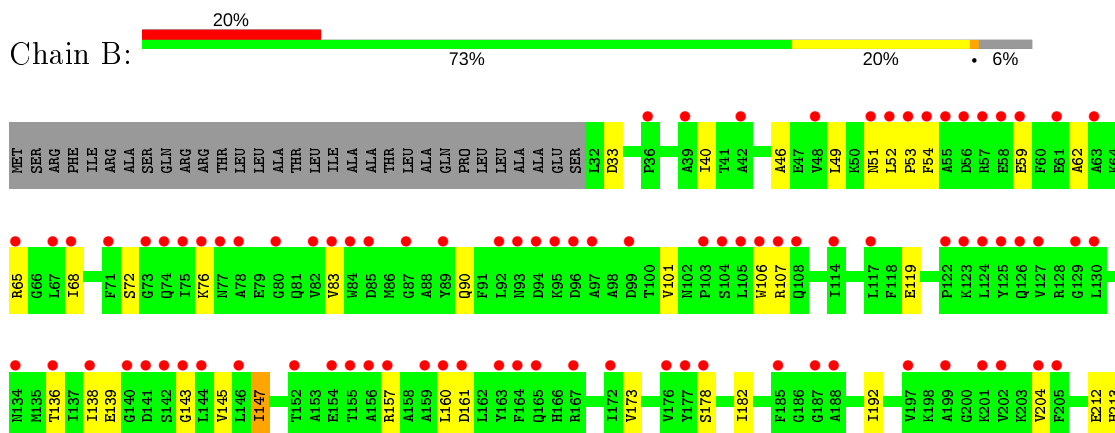 20%
Chain B:
73% 20% • 6%
MET SER ARG PHE ILE ARG ALA SER GLN ARG ARG THR LEU LEU ALA THR LEU ILE ALA ALA THR LEU ALA GLN PRO LEU LEU ALA ALA GLU SER L32 D33 P36 A39 I40 T41 A42 A46 E47 V48 L49 K50 N51 L52 P53 F54 A55 D56 R57 E58 E59 F60 E61 A62 A63 K64
R65 G66 L67 I68 F71 S72 G73 Q74 I75 K76 N77 A78 E79 G80 Q81 V82 V83 W84 D85 M86 G87 A88 Y89 Q90 F91 L92 N93 D94 K95 D96 A97 A98 D99 T100 V101 N102 P103 S104 L105 W106 R107 Q108 I114 L117 F118 E119 P122 K123 L124 Y125 Q126 V127 R128 G129 L130
N134 M135 T136 I137 I138 E139 G140 D141 S142 G143 L144 V145 L146 I147 T152 A153 E154 T155 A156 R157 A158 A159 L160 D161 L162 Y163 F164 Q165 H166 R167 I172 V173 V176 Y177 S178 I182 F185 G186 G187 A188 I192 V197 K198 A199 G200 K201 V202 K203 V204 F205 E212